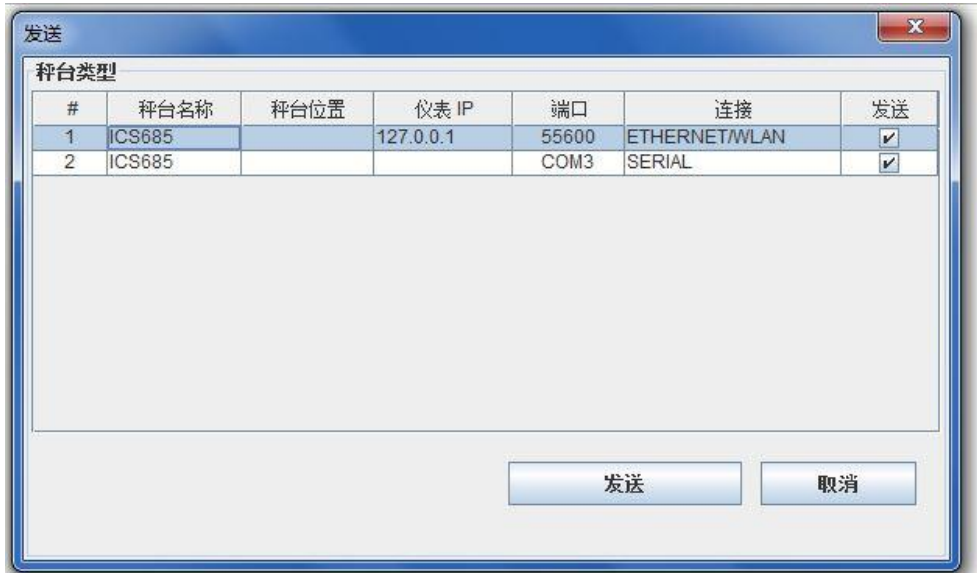 发送
秤台类型
# 秤台名称 秤台位置 仪表 IP 端口 连接 发送
1 ICS685 127.0.0.1 55600 ETHERNET/WLAN
2 ICS685 COM3 SERIAL
发送 取消